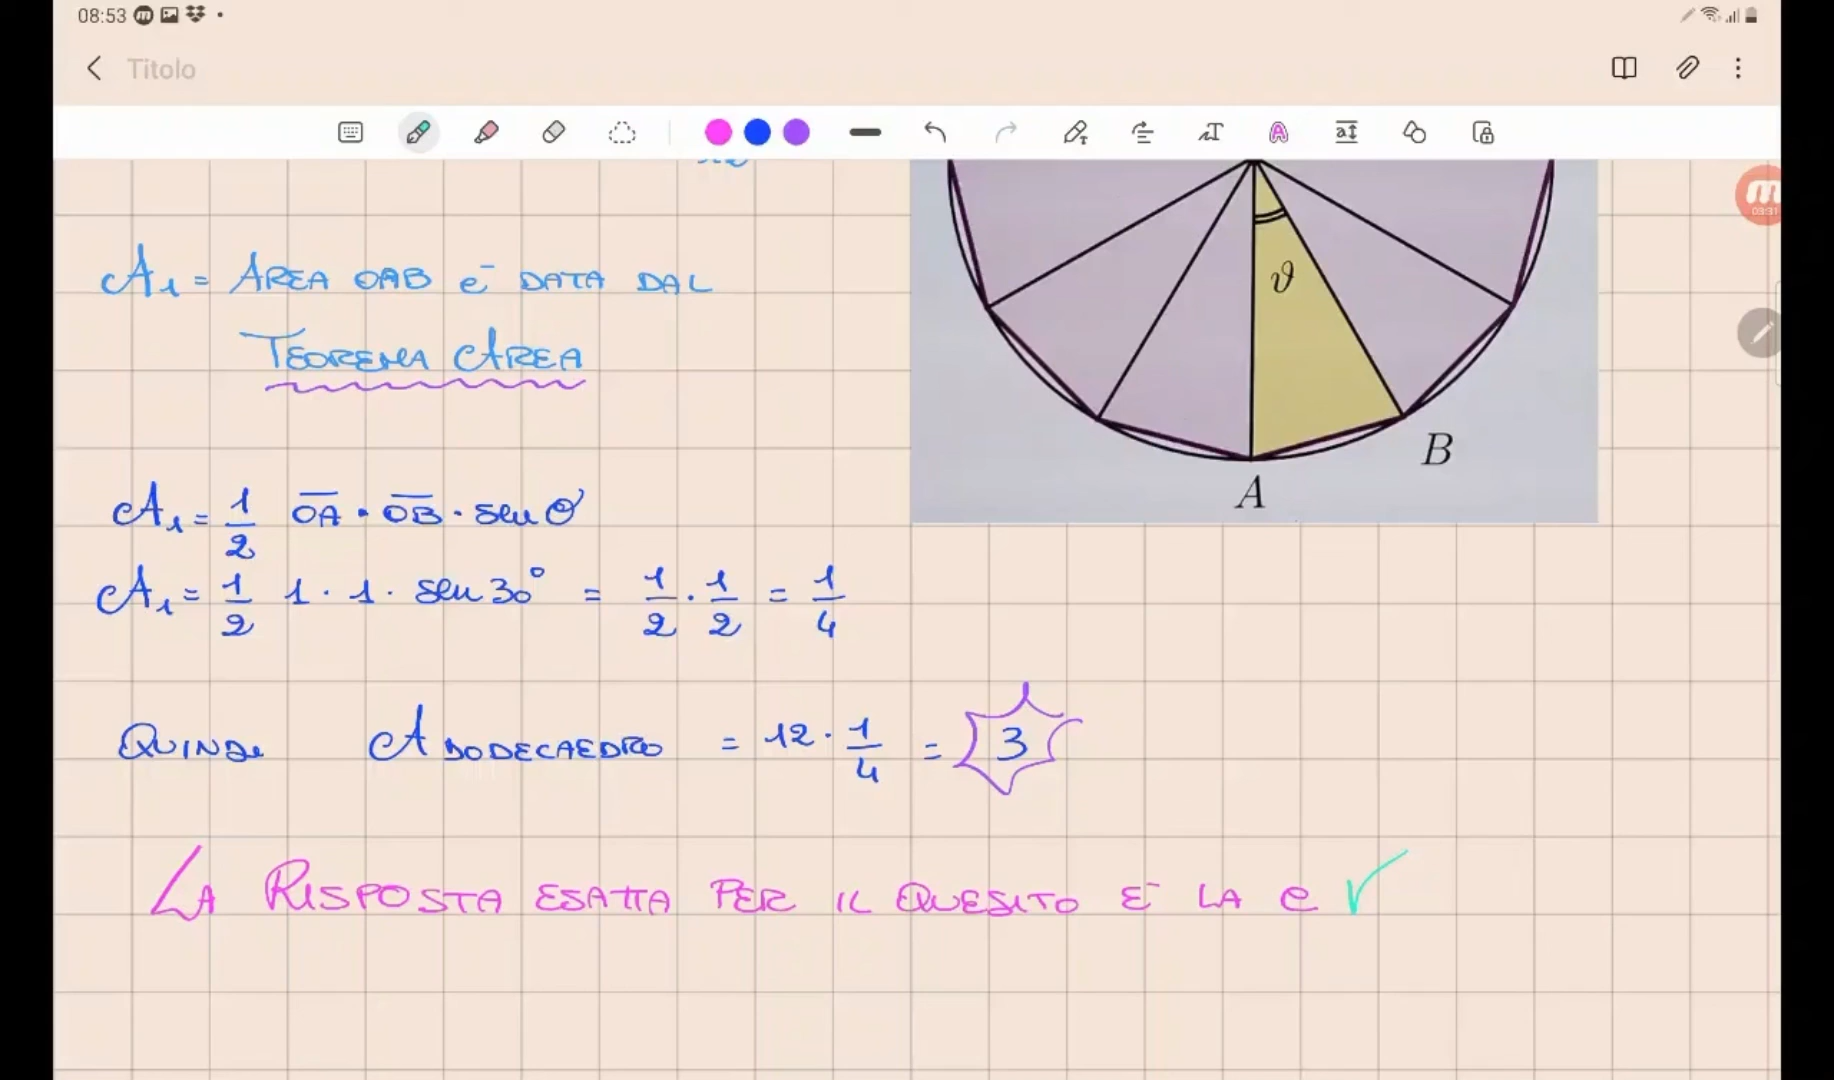 08:53
Titolo
03:31
A₁ = AREA OAB È DATA DAL
TEOREMA AREA
ϑ
B
A
A₁ = 1/2 OA · OB · sen θ
A₁ = 1/2 1 · 1 · sen 30° = 1/2 · 1/2 = 1/4
QUINDI A DODECAEDRO = 12 · 1/4 = 3
LA RISPOSTA ESATTA PER IL QUESITO È LA e